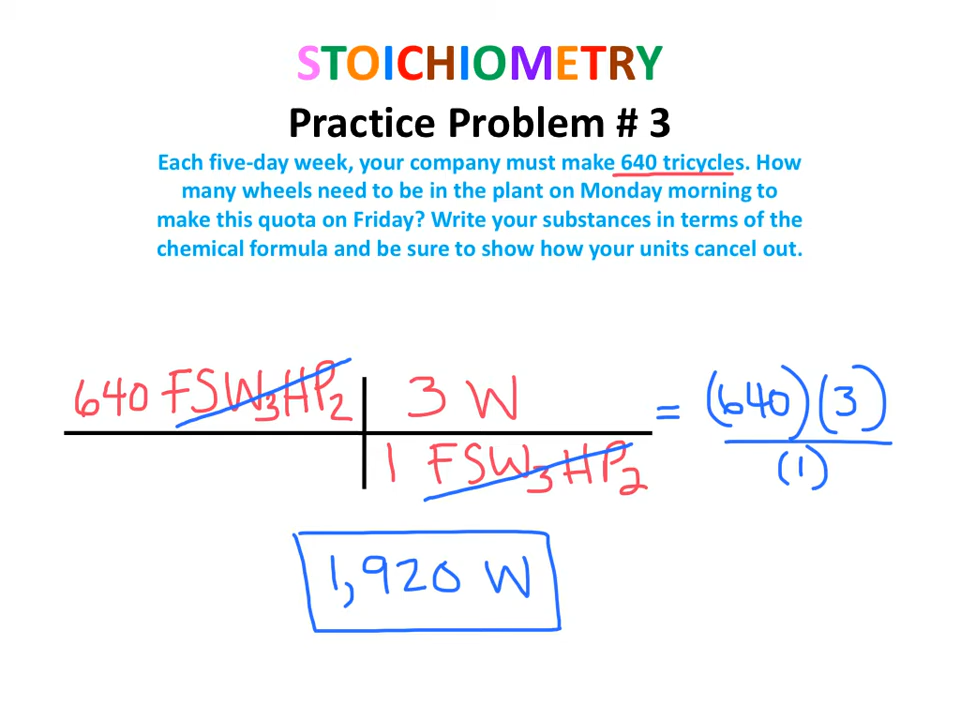 STOICHIOMETRY
Practice Problem # 3
Each five-day week, your company must make 640 tricycles. How
many wheels need to be in the plant on Monday morning to
make this quota on Friday? Write your substances in terms of the
chemical formula and be sure to show how your units cancel out.
640 FSW₃HP₂ | 3 W = (640)(3)
1 FSW₃HP₂ (1)
1,920 W